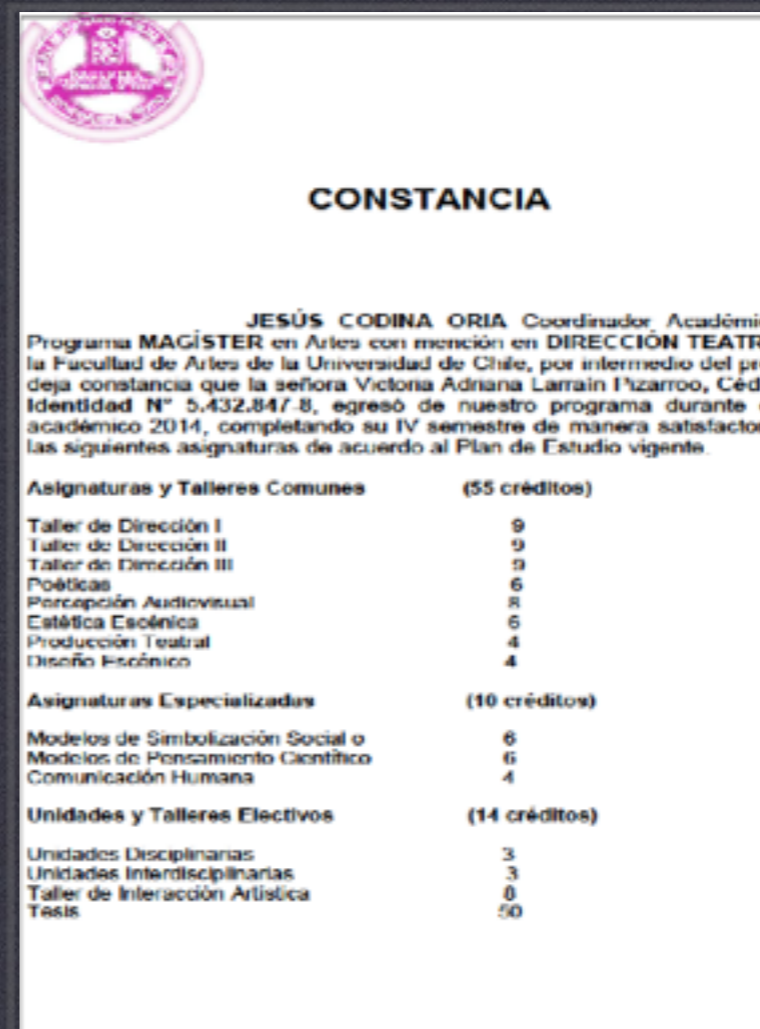 CONSTANCIA
JESÚS CODINA ORIA Coordinador Académi
Programa MAGÍSTER en Artes con mención en DIRECCIÓN TEATR
la Facultad de Artes de la Universidad de Chile, por intermedio del pr
deja constancia que la señora Victoria Adriana Larraín Pizarroo, Céd
Identidad N° 5.432.847-8, egresó de nuestro programa durante
académico 2014, completando su IV semestre de manera satisfactor
las siguientes asignaturas de acuerdo al Plan de Estudio vigente.
Asignaturas y Talleres Comunes (55 créditos)
Taller de Dirección I 9
Taller de Dirección II 9
Taller de Dirección III 9
Poéticas 6
Percepción Audiovisual 8
Estética Escénica 6
Producción Teatral 4
Diseño Escénico 4
Asignaturas Especializadas (10 créditos)
Modelos de Simbolización Social o 6
Modelos de Pensamiento Científico 6
Comunicación Humana 4
Unidades y Talleres Electivos (14 créditos)
Unidades Disciplinarias 3
Unidades Interdisciplinarias 3
Taller de Interacción Artística 8
Tesis 50